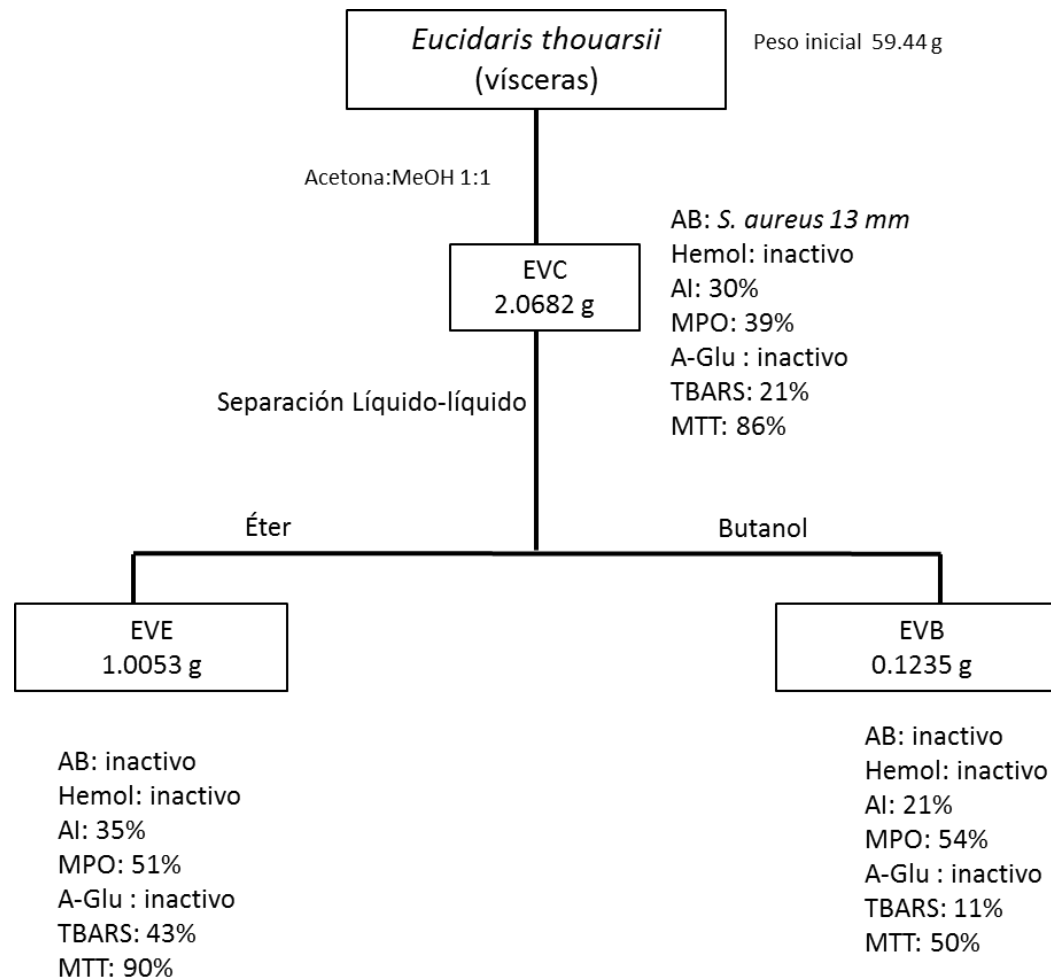 Eucidaris thouarsii
(vísceras)
Peso inicial 59.44 g
Acetona:MeOH 1:1
EVC
2.0682 g
AB: S. aureus 13 mm
Hemol: inactivo
AI: 30%
MPO: 39%
A-Glu : inactivo
TBARS: 21%
MTT: 86%
Separación Líquido-líquido
Éter
Butanol
EVE
1.0053 g
AB: inactivo
Hemol: inactivo
AI: 35%
MPO: 51%
A-Glu : inactivo
TBARS: 43%
MTT: 90%
EVB
0.1235 g
AB: inactivo
Hemol: inactivo
AI: 21%
MPO: 54%
A-Glu : inactivo
TBARS: 11%
MTT: 50%